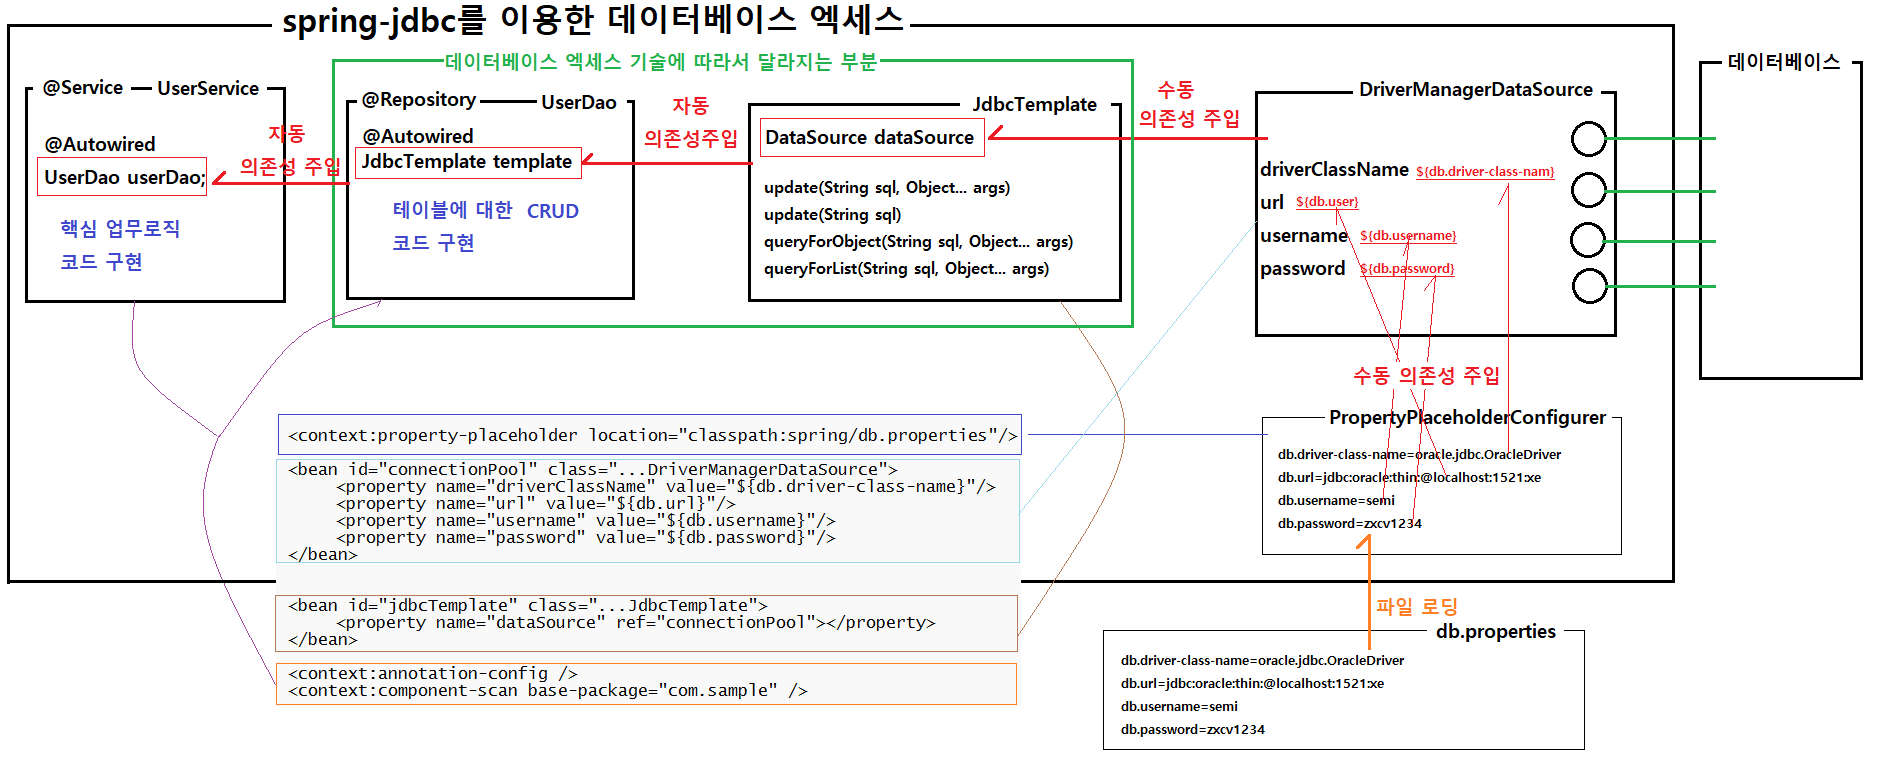 spring-jdbc를 이용한 데이터베이스 엑세스
데이터베이스 엑세스 기술에 따라서 달라지는 부분
@Service
UserService
@Autowired
UserDao userDao;
핵심 업무로직
코드 구현
자동
의존성 주입
@Repository
UserDao
@Autowired
JdbcTemplate template
테이블에 대한 CRUD
코드 구현
자동
의존성주입
JdbcTemplate
DataSource dataSource
update(String sql, Object... args)
update(String sql)
queryForObject(String sql, Object... args)
queryForList(String sql, Object... args)
수동
의존성 주입
DriverManagerDataSource
driverClassName ${db.driver-class-nam}
url ${db.user}
username ${db.username}
password ${db.password}
데이터베이스
수동 의존성 주입
PropertyPlaceholderConfigurer
db.driver-class-name=oracle.jdbc.OracleDriver
db.url=jdbc:oracle:thin:@localhost:1521:xe
db.username=semi
db.password=zxcv1234
<context:property-placeholder location="classpath:spring/db.properties"/>
<bean id="connectionPool" class="...DriverManagerDataSource">
<property name="driverClassName" value="${db.driver-class-name}"/>
<property name="url" value="${db.url}"/>
<property name="username" value="${db.username}"/>
<property name="password" value="${db.password}"/>
</bean>
<bean id="jdbcTemplate" class="...JdbcTemplate">
<property name="dataSource" ref="connectionPool"></property>
</bean>
<context:annotation-config />
<context:component-scan base-package="com.sample" />
파일 로딩
db.properties
db.driver-class-name=oracle.jdbc.OracleDriver
db.url=jdbc:oracle:thin:@localhost:1521:xe
db.username=semi
db.password=zxcv1234